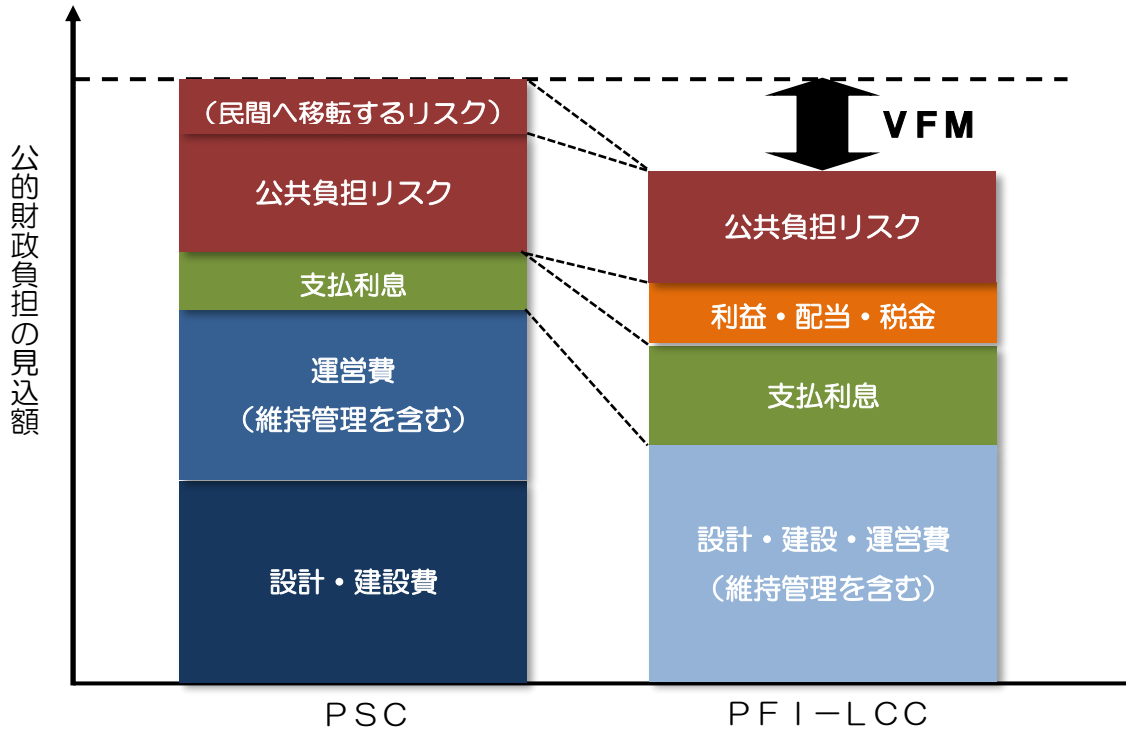 公的財政負担の見込額
（民間へ移転するリスク）
公共負担リスク
支払利息
運営費
（維持管理を含む）
設計・建設費
ＶＦＭ
公共負担リスク
利益・配当・税金
支払利息
設計・建設・運営費
（維持管理を含む）
ＰＳＣ
ＰＦＩ－ＬＣＣ